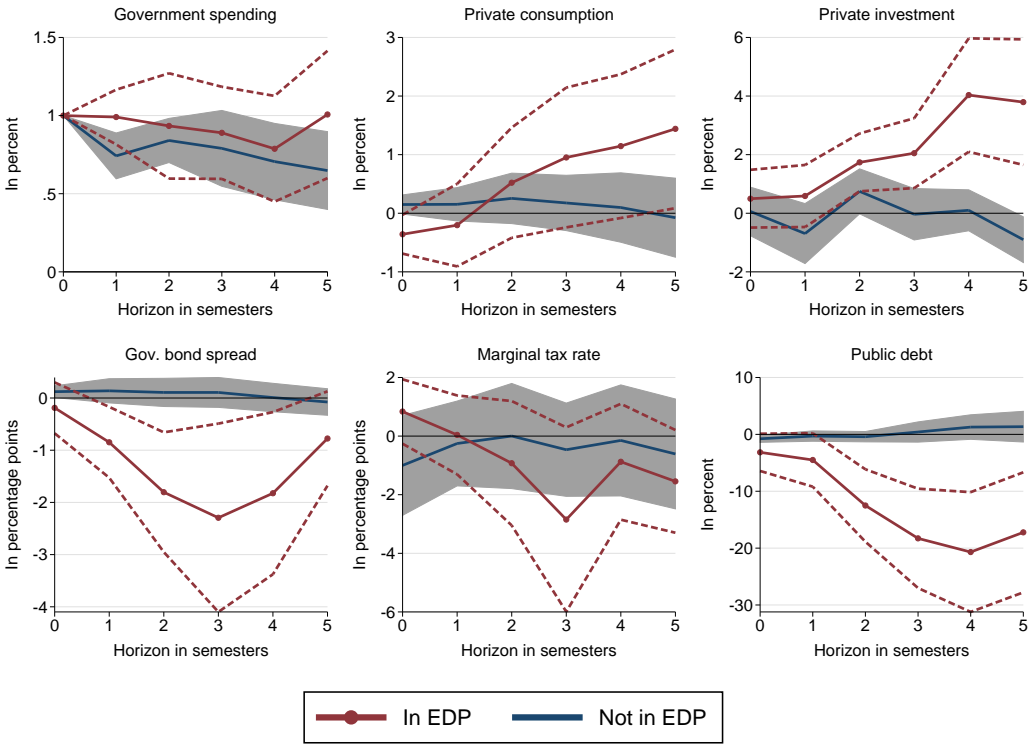 Government spending
Private consumption
Private investment
1.5
1
.5
0
In percent
0 1 2 3 4 5
Horizon in semesters
3
2
1
0
-1
In percent
0 1 2 3 4 5
Horizon in semesters
6
4
2
0
-2
In percent
0 1 2 3 4 5
Horizon in semesters
Gov. bond spread
Marginal tax rate
Public debt
0
-1
-2
-3
-4
In percentage points
0 1 2 3 4 5
Horizon in semesters
2
0
-2
-4
-6
In percentage points
0 1 2 3 4 5
Horizon in semesters
10
0
-10
-20
-30
In percent
0 1 2 3 4 5
Horizon in semesters
In EDP Not in EDP